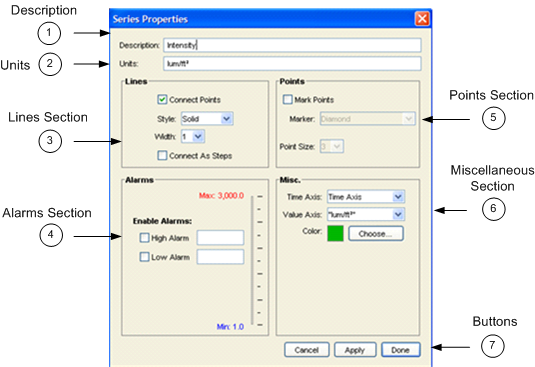 Description
1
Units 2
Lines Section
3
Alarms Section
4
Series Properties
Description: Intensity
Units: lum/ft²
Lines
Connect Points
Style: Solid
Width: 1
Connect As Steps
Points
Mark Points
Marker: Diamond
Point Size: 3
Alarms
Max: 3,000.0
Enable Alarms:
High Alarm
Low Alarm
Min: 1.0
Misc.
Time Axis: Time Axis
Value Axis: "lum/ft²"
Color: Choose...
Cancel Apply Done
Points Section
5
Miscellaneous
Section
6
Buttons
7